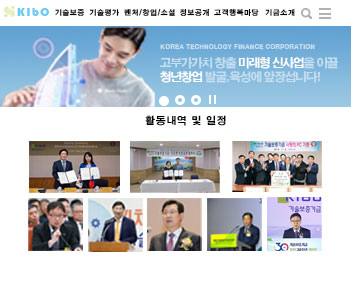 KIbO 기술보증 기술평가 벤처/창업/소셜 정보공개 고객행복마당 기금소개
KOREA TECHNOLOGY FINANCE CORPORATION
고부가가치 창출 미래형 신사업을 이끌
청년창업 발굴,육성에 앞장섭니다!
활동내역 및 일정
KIbO
기술보증기금
30